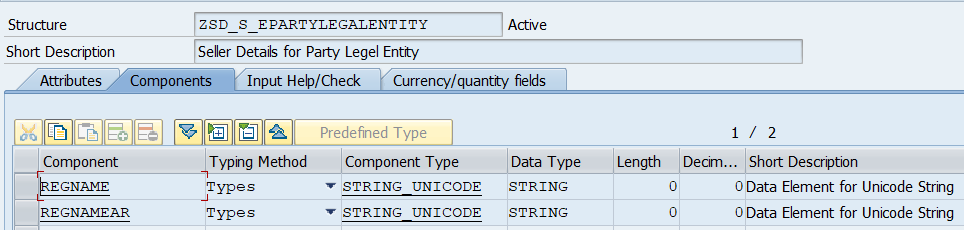 Structure ZSD_S_EPARTYLEGALENTITY Active
Short Description Seller Details for Party Legel Entity
Attributes Components Input Help/Check Currency/quantity fields
Predefined Type 1 / 2
Component Typing Method Component Type Data Type Length Decim... Short Description
REGNAME Types STRING_UNICODE STRING 0 0 Data Element for Unicode String
REGNAMEAR Types STRING_UNICODE STRING 0 0 Data Element for Unicode String